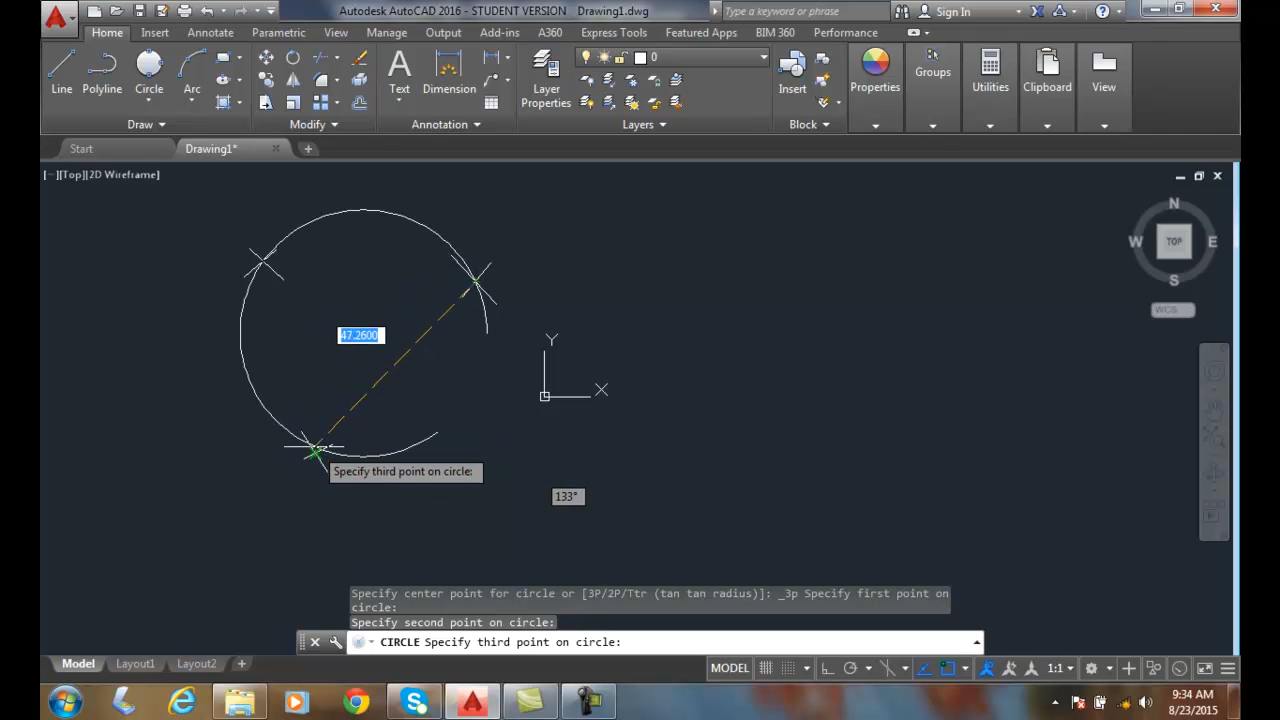 Autodesk AutoCAD 2016 - STUDENT VERSION Drawing1.dwg
Type a keyword or phrase
Sign In
Home Insert Annotate Parametric View Manage Output Add-ins A360 Express Tools Featured Apps BIM 360 Performance
0
Line Polyline Circle Arc
Text Dimension
Layer
Properties
Insert
Properties Groups Utilities Clipboard View
Draw Modify Annotation Layers Block
Start Drawing1*
[−][Top][2D Wireframe]
N
W TOP E
S
WCS
47.2600
Y
X
Specify third point on circle:
133°
Specify center point for circle or [3P/2P/Ttr (tan tan radius)]: _3p Specify first point on
circle:
Specify second point on circle:
CIRCLE Specify third point on circle:
Model Layout1 Layout2
MODEL 1:1
9:34 AM
8/23/2015